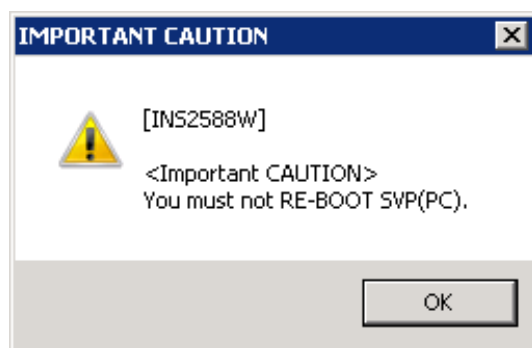 IMPORTANT CAUTION
[INS2588W]
<Important CAUTION>
You must not RE-BOOT SVP(PC).
OK